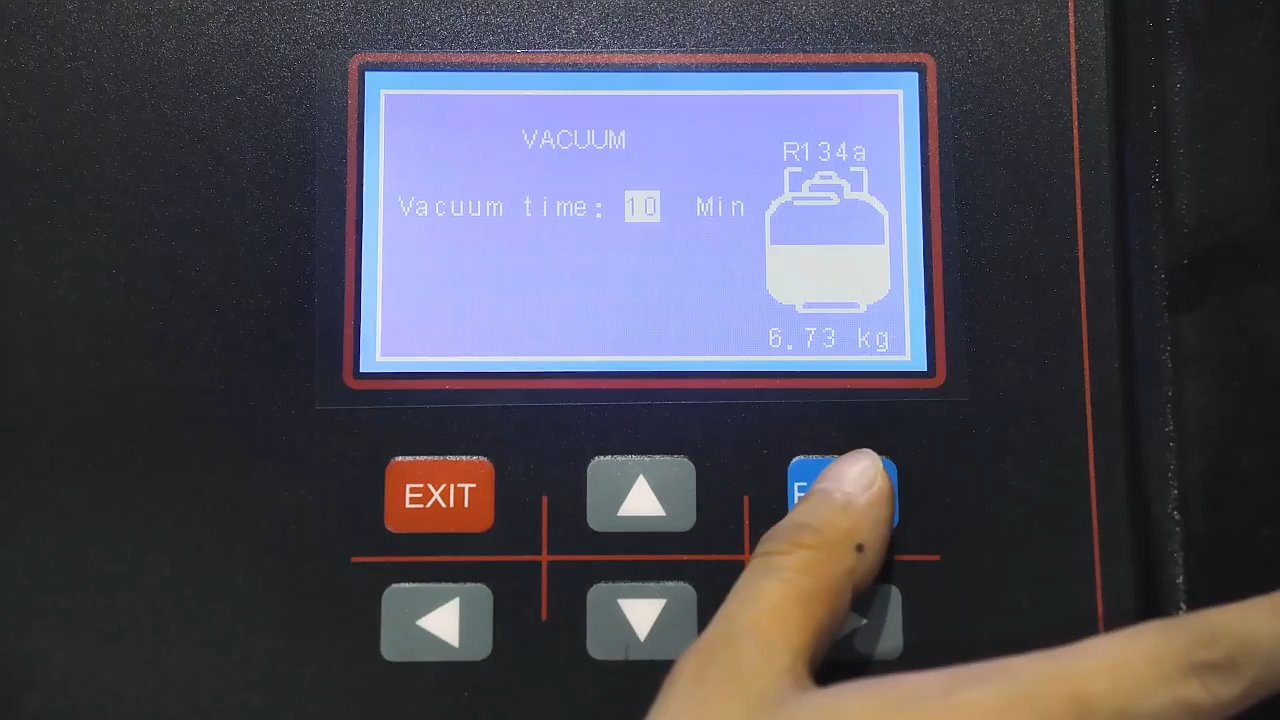 VACUUM
R134a
Vacuum time: 10 Min
6.73 kg
EXIT